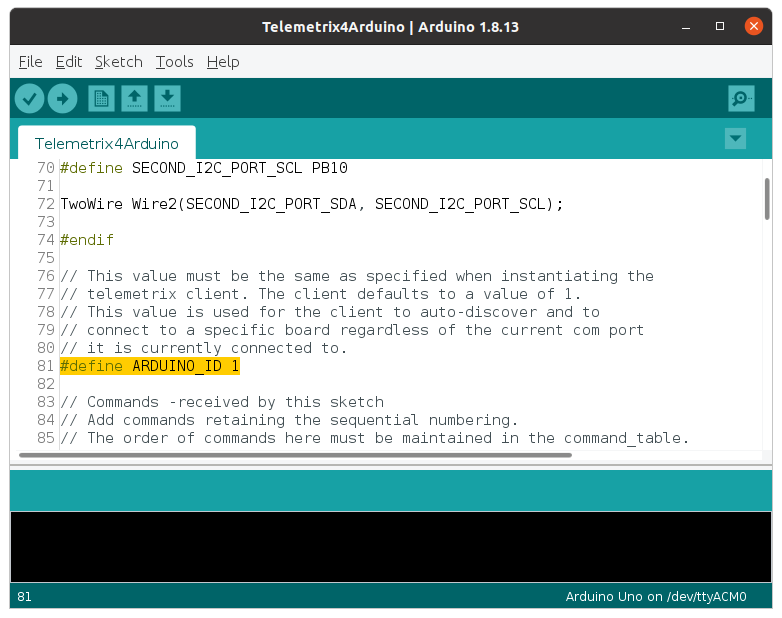 Telemetrix4Arduino | Arduino 1.8.13
File Edit Sketch Tools Help
Telemetrix4Arduino
70 #define SECOND_I2C_PORT_SCL PB10
71
72 TwoWire Wire2(SECOND_I2C_PORT_SDA, SECOND_I2C_PORT_SCL);
73
74 #endif
75
76 // This value must be the same as specified when instantiating the
77 // telemetrix client. The client defaults to a value of 1.
78 // This value is used for the client to auto-discover and to
79 // connect to a specific board regardless of the current com port
80 // it is currently connected to.
81 #define ARDUINO_ID 1
82
83 // Commands -received by this sketch
84 // Add commands retaining the sequential numbering.
85 // The order of commands here must be maintained in the command_table.
81 Arduino Uno on /dev/ttyACM0